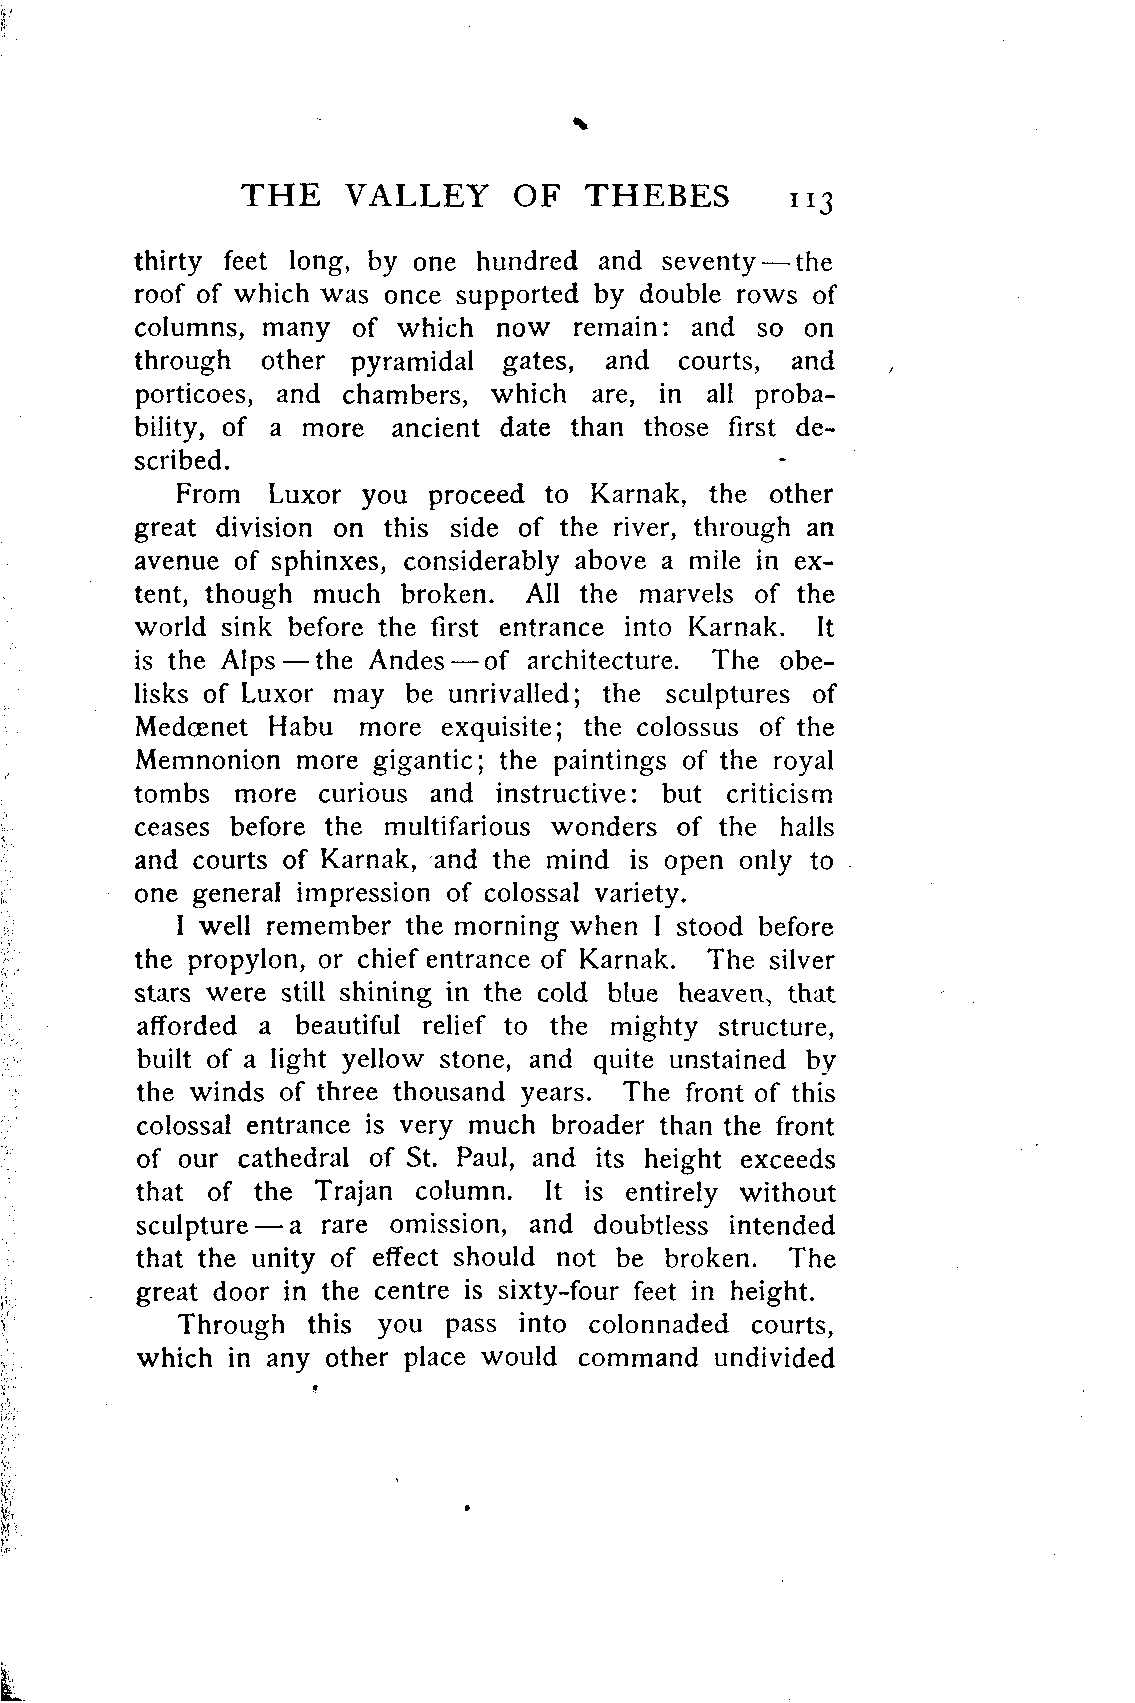 THE VALLEY OF THEBES 113
thirty feet long, by one hundred and seventy — the
roof of which was once supported by double rows of
columns, many of which now remain: and so on
through other pyramidal gates, and courts, and
porticoes, and chambers, which are, in all proba-
bility, of a more ancient date than those first de-
scribed.
From Luxor you proceed to Karnak, the other
great division on this side of the river, through an
avenue of sphinxes, considerably above a mile in ex-
tent, though much broken. All the marvels of the
world sink before the first entrance into Karnak. It
is the Alps — the Andes — of architecture. The obe-
lisks of Luxor may be unrivalled; the sculptures of
Medœnet Habu more exquisite; the colossus of the
Memnonion more gigantic; the paintings of the royal
tombs more curious and instructive: but criticism
ceases before the multifarious wonders of the halls
and courts of Karnak, and the mind is open only to
one general impression of colossal variety.
I well remember the morning when I stood before
the propylon, or chief entrance of Karnak. The silver
stars were still shining in the cold blue heaven, that
afforded a beautiful relief to the mighty structure,
built of a light yellow stone, and quite unstained by
the winds of three thousand years. The front of this
colossal entrance is very much broader than the front
of our cathedral of St. Paul, and its height exceeds
that of the Trajan column. It is entirely without
sculpture — a rare omission, and doubtless intended
that the unity of effect should not be broken. The
great door in the centre is sixty-four feet in height.
Through this you pass into colonnaded courts,
which in any other place would command undivided